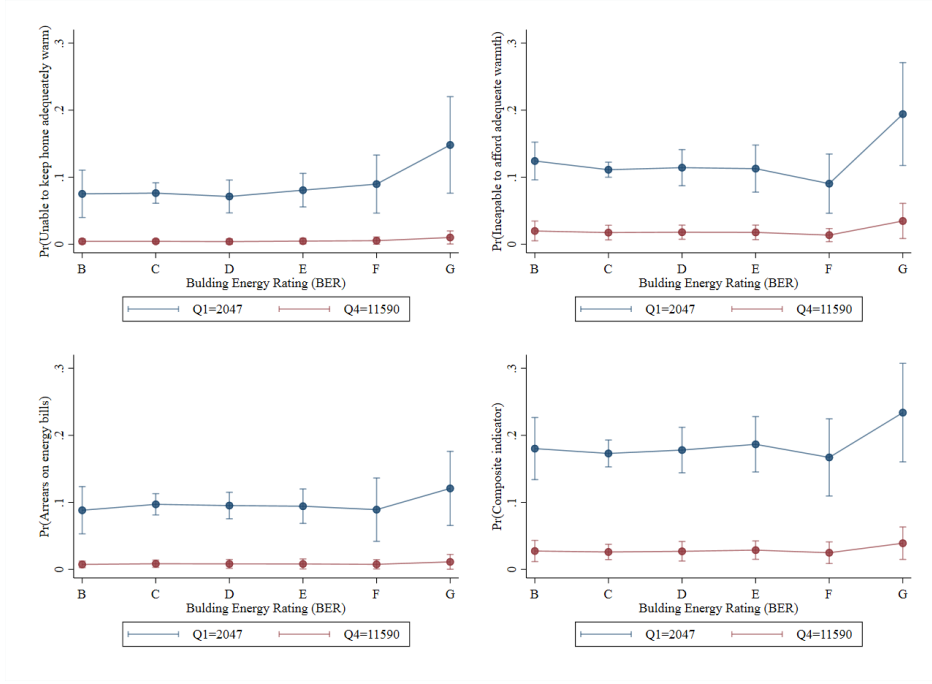 Pr(Unable to keep home adequeately warm)
.3
.2
.1
0
B C D E F G
Bulding Energy Rating (BER)
Q1=2047 Q4=11590
Pr(Incapable to afford adequeate warmth)
.3
.2
.1
0
B C D E F G
Bulding Energy Rating (BER)
Q1=2047 Q4=11590
Pr(Arrears on energy bills)
.3
.2
.1
0
B C D E F G
Bulding Energy Rating (BER)
Q1=2047 Q4=11590
Pr(Composite indicator)
.3
.2
.1
0
B C D E F G
Bulding Energy Rating (BER)
Q1=2047 Q4=11590